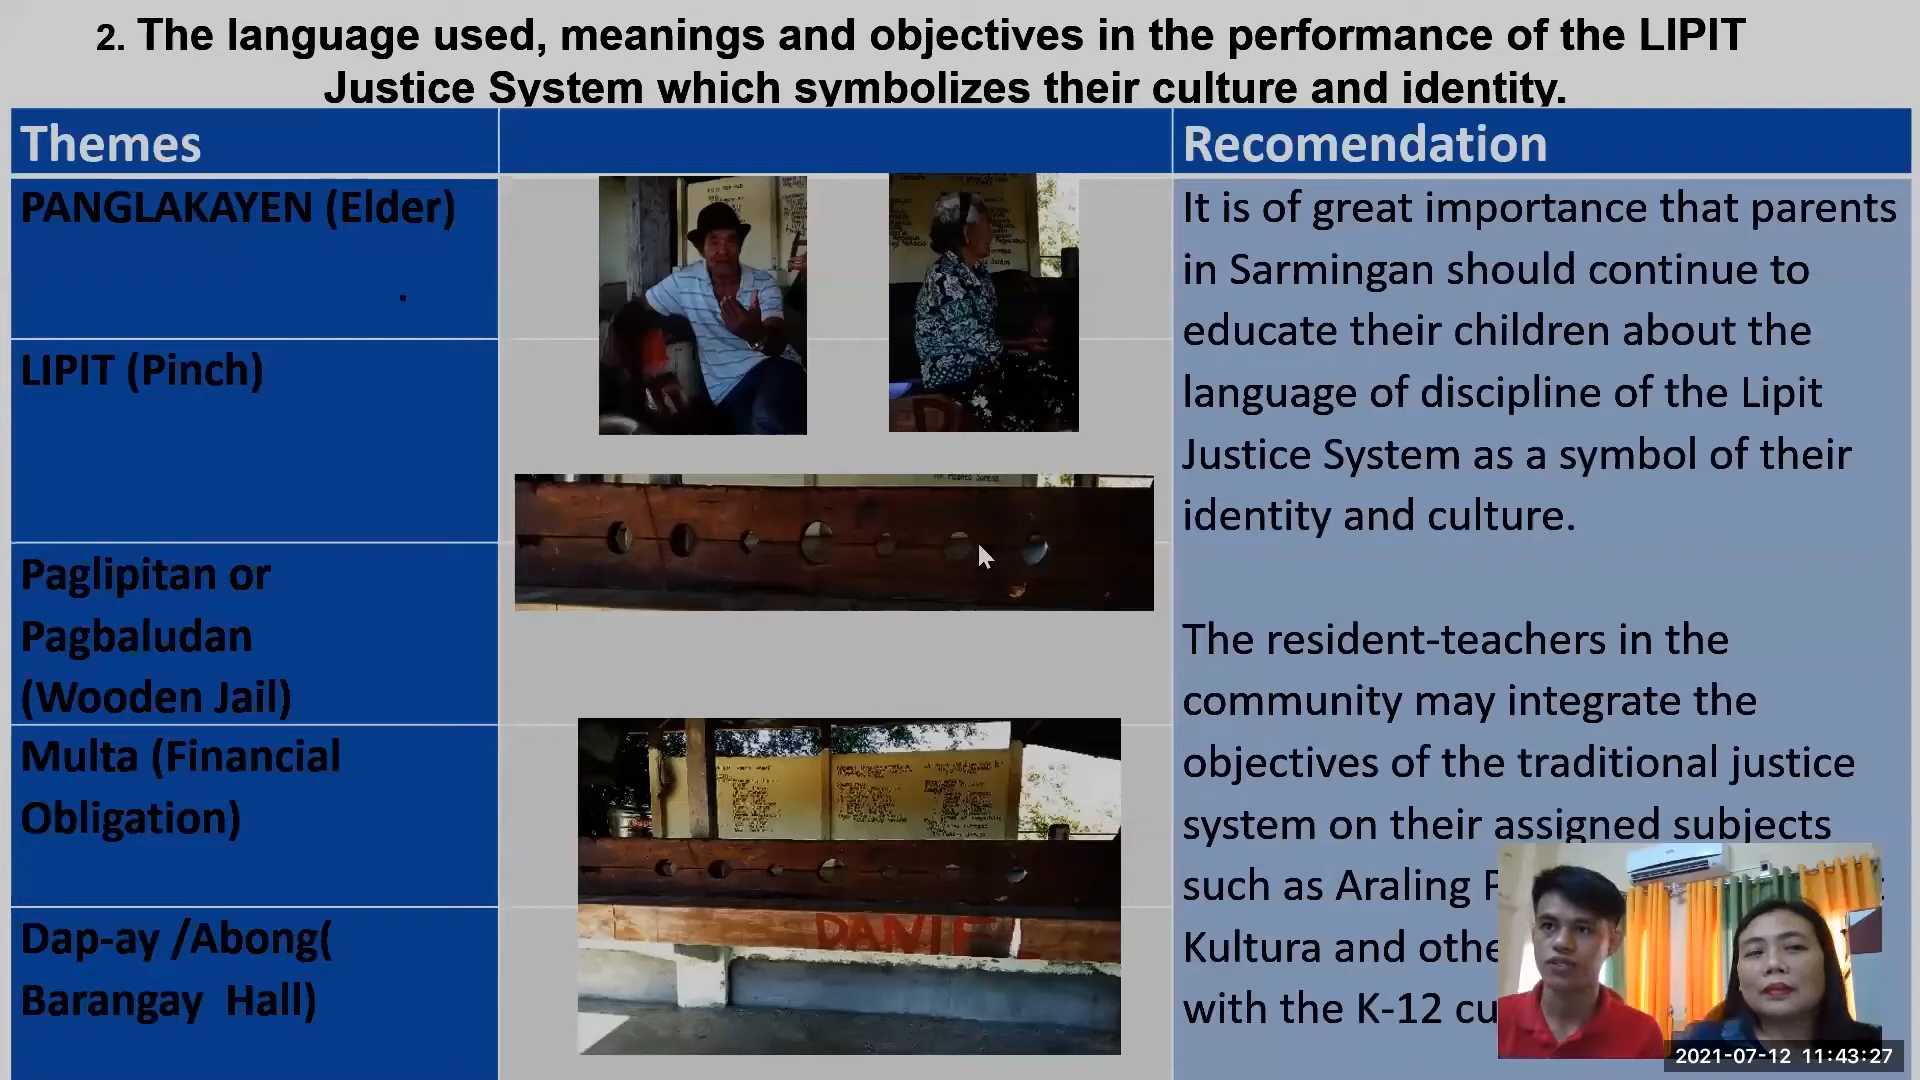 2. The language used, meanings and objectives in the performance of the LIPIT
Justice System which symbolizes their culture and identity.
Themes
Recomendation
PANGLAKAYEN (Elder)
LIPIT (Pinch)
Paglipitan or
Pagbaludan
(Wooden Jail)
Multa (Financial
Obligation)
Dap-ay /Abong(
Barangay Hall)
It is of great importance that parents
in Sarmingan should continue to
educate their children about the
language of discipline of the Lipit
Justice System as a symbol of their
identity and culture.
The resident-teachers in the
community may integrate the
objectives of the traditional justice
system on their assigned subjects
such as Araling
Kultura and
with the K-12
2021-07-12 11:43:27